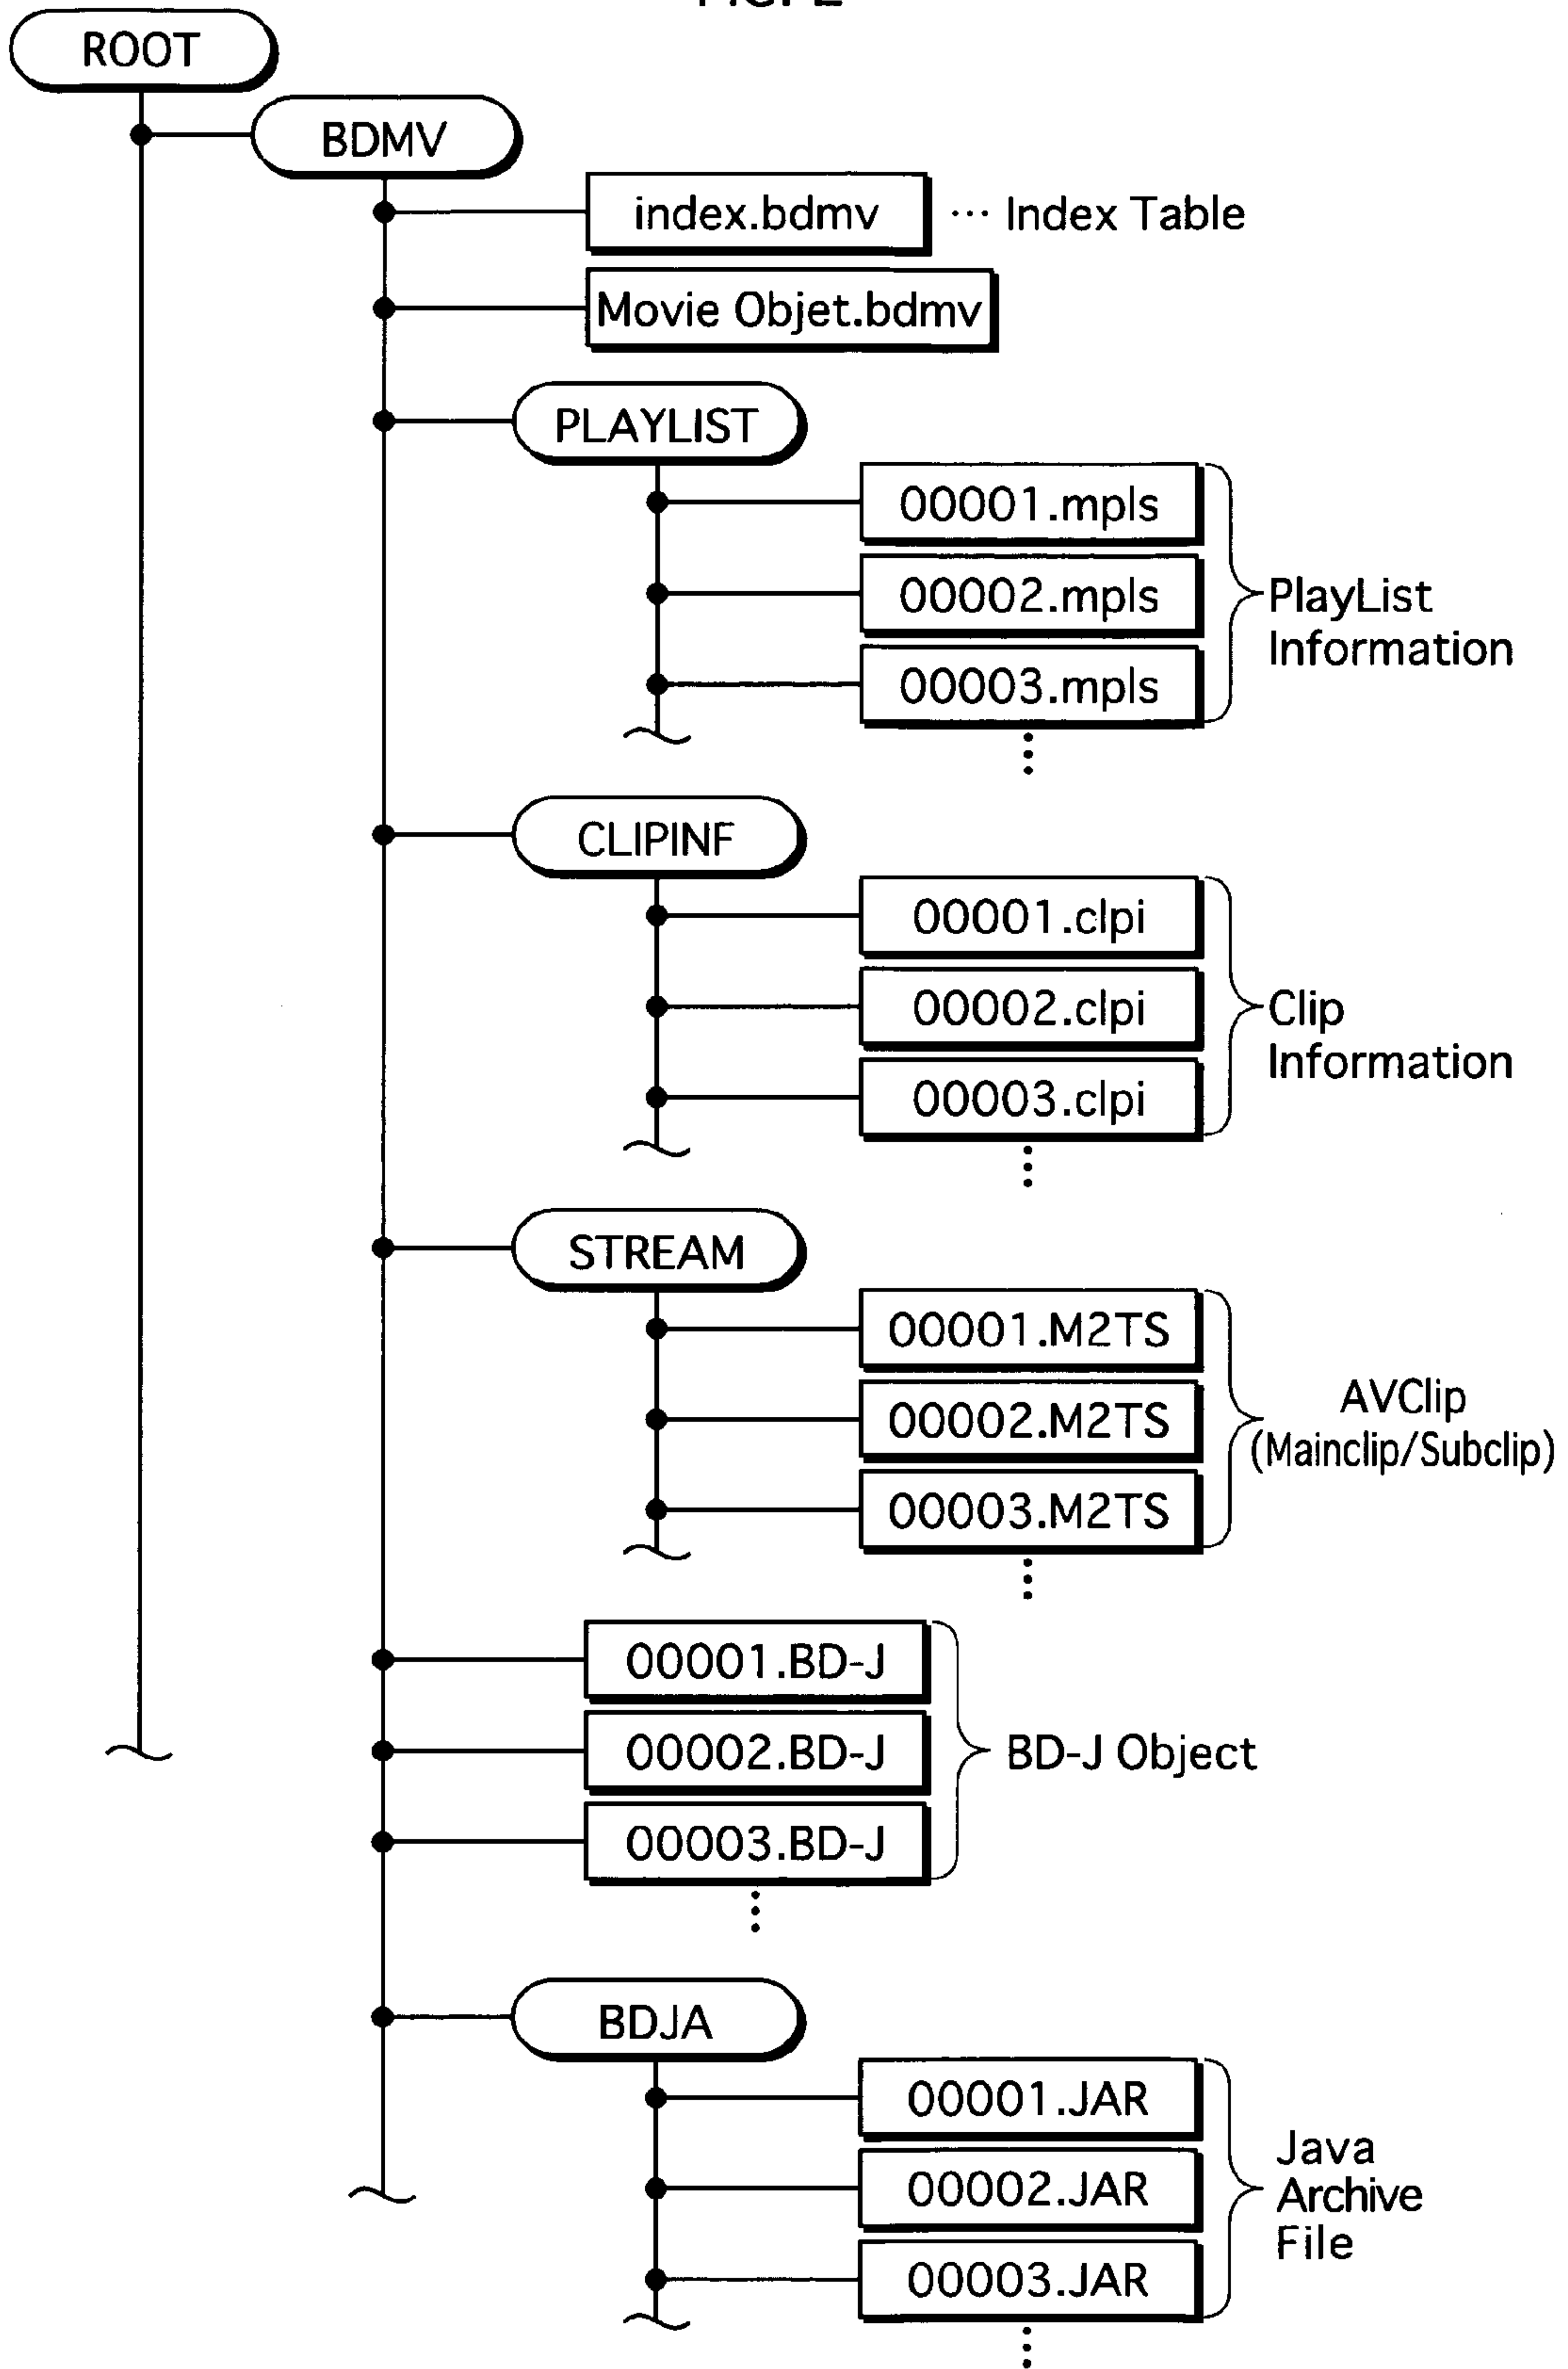 ROOT
BDMV
index.bdmv ... Index Table
Movie Objet.bdmv
PLAYLIST
00001.mpls
00002.mpls
00003.mpls
PlayList
Information
CLIPINF
00001.clpi
00002.clpi
00003.clpi
Clip
Information
STREAM
00001.M2TS
00002.M2TS
00003.M2TS
AVClip
(Mainclip/Subclip)
00001.BD-J
00002.BD-J
00003.BD-J
BD-J Object
BDJA
00001.JAR
00002.JAR
00003.JAR
Java
Archive
File